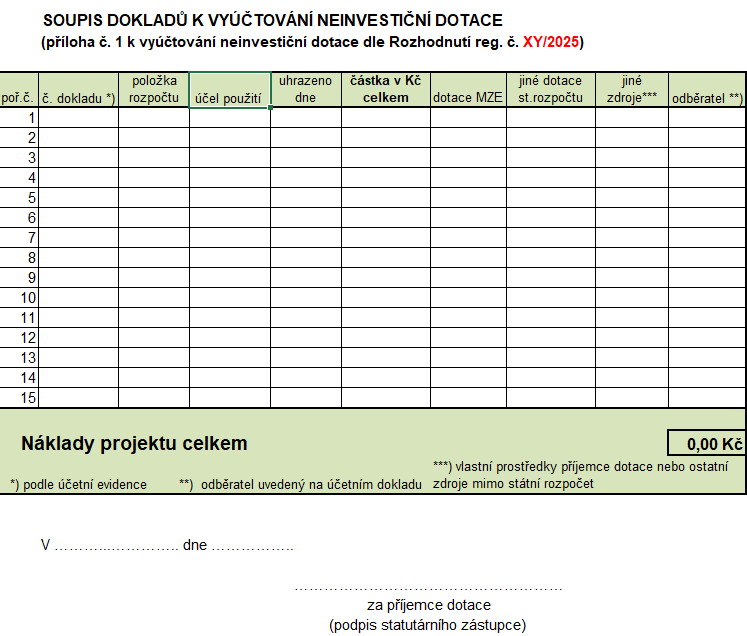 SOUPIS DOKLADŮ K VYÚČTOVÁNÍ NEINVESTIČNÍ DOTACE
(příloha č. 1 k vyúčtování neinvestiční dotace dle Rozhodnutí reg. č. XY/2025)
poř.č. č. dokladu *) položka rozpočtu účel použití uhrazeno dne částka v Kč celkem dotace MZE jiné dotace st.rozpočtu jiné zdroje*** odběratel **)
1
2
3
4
5
6
7
8
9
10
11
12
13
14
15
Náklady projektu celkem 0,00 Kč
*) podle účetní evidence **) odběratel uvedený na účetním dokladu ***) vlastní prostředky příjemce dotace nebo ostatní
zdroje mimo státní rozpočet
V ………...………….. dne ……………..
………………………………………………
za příjemce dotace
(podpis statutárního zástupce)